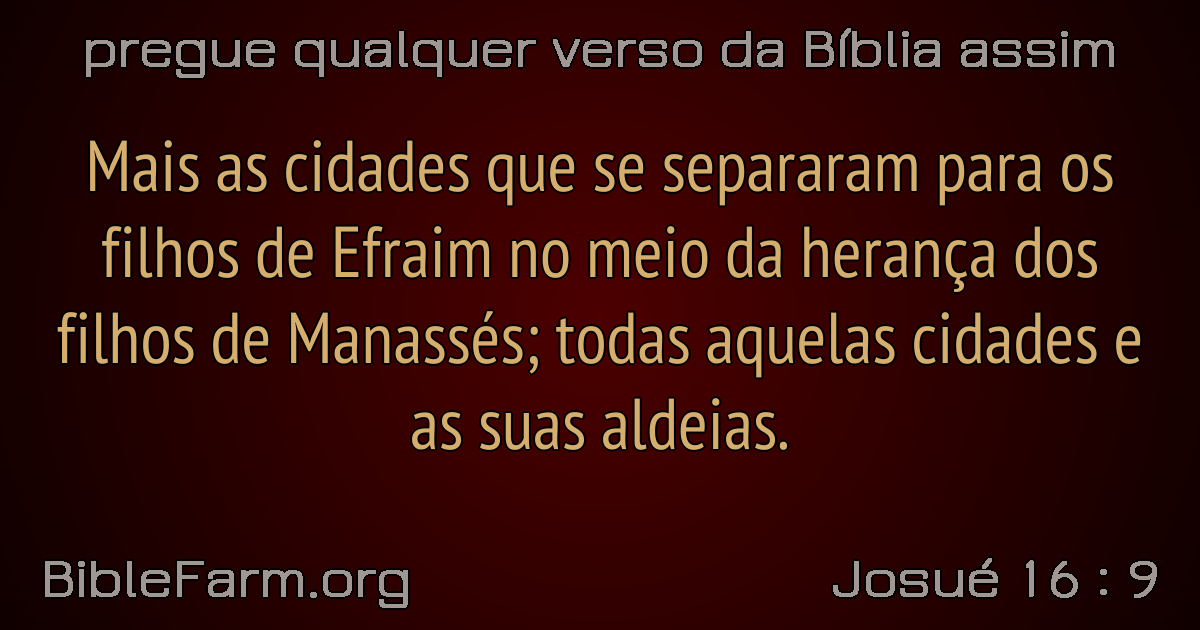 pregue qualquer verso da Bíblia assim
Mais as cidades que se separaram para os
filhos de Efraim no meio da herança dos
filhos de Manassés; todas aquelas cidades e
as suas aldeias.
BibleFarm.org
Josué 16 : 9